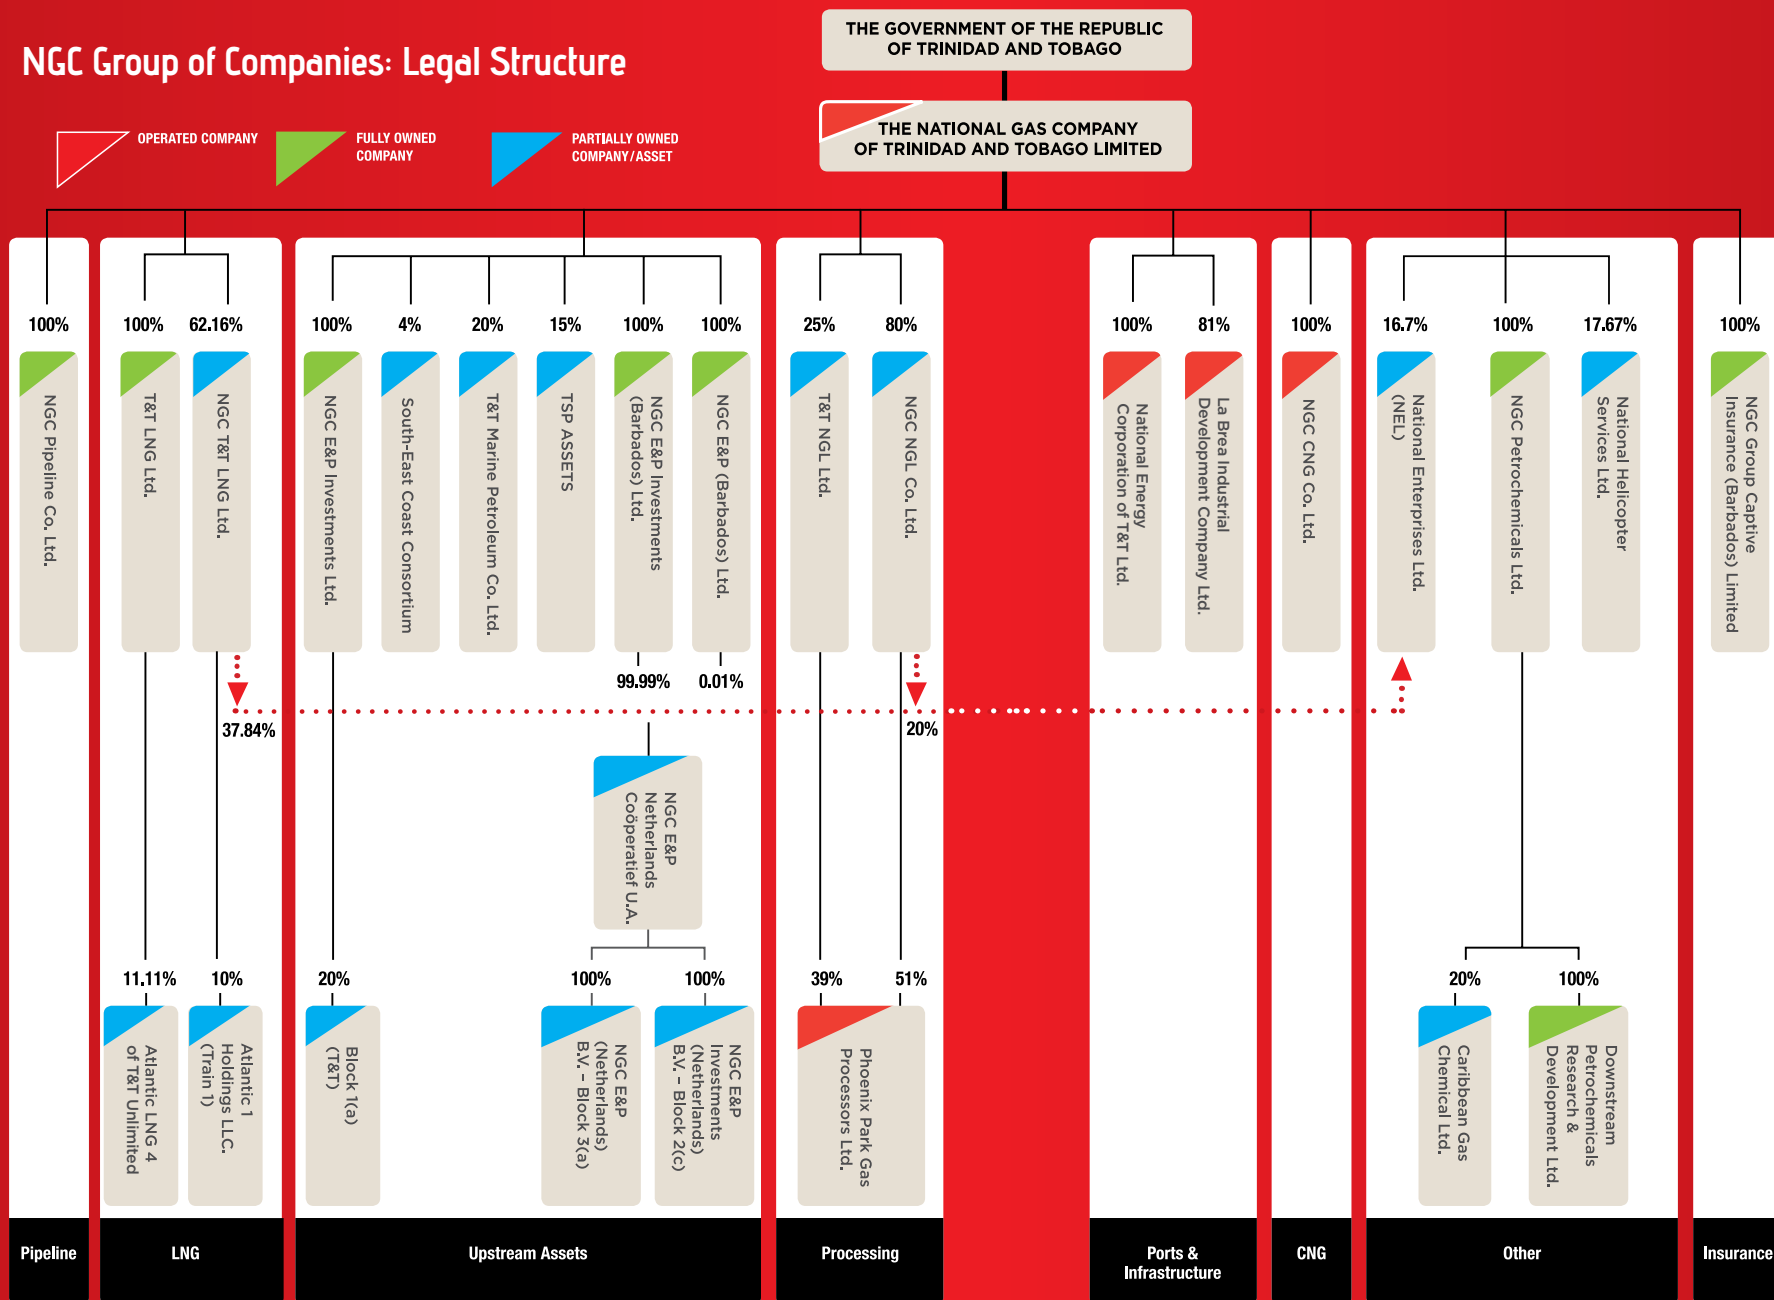 NGC Group of Companies: Legal Structure
THE GOVERNMENT OF THE REPUBLIC
OF TRINIDAD AND TOBAGO
THE NATIONAL GAS COMPANY
OF TRINIDAD AND TOBAGO LIMITED
OPERATED COMPANY
FULLY OWNED
COMPANY
PARTIALLY OWNED
COMPANY/ASSET
100%
100%
62.16%
100%
4%
20%
15%
100%
100%
25%
80%
100%
81%
100%
16.7%
100%
17.67%
100%
NGC Pipeline Co. Ltd.
T&T LNG Ltd.
NGC T&T LNG Ltd.
NGC E&P Investments Ltd.
South-East Coast Consortium
T&T Marine Petroleum Co. Ltd.
TSP ASSETS
NGC E&P Investments
(Barbados) Ltd.
NGC E&P (Barbados) Ltd.
T&T NGL Ltd.
NGC NGL Co. Ltd.
National Energy
Corporation of T&T Ltd.
La Brea Industrial
Development Company Ltd.
NGC CNG Co. Ltd.
National Enterprises Ltd.
(NEL)
NGC Petrochemicals Ltd.
National Helicopter
Services Ltd.
NGC Group Captive
Insurance (Barbados) Limited
99.99%
0.01%
37.84%
20%
NGC E&P
Netherlands
Coöperatief U.A.
11.11%
10%
20%
100%
100%
39%
51%
20%
100%
Atlantic LNG 4
of T&T Unlimited
Atlantic 1
Holdings LLC.
(Train 1)
Block 1(a)
(T&T)
NGC E&P
(Netherlands)
B.V. – Block 3(a)
NGC E&P
Investments
(Netherlands)
B.V. – Block 2(c)
Phoenix Park Gas
Processors Ltd.
Caribbean Gas
Chemical Ltd.
Downstream
Petrochemicals
Research &
Development Ltd.
Pipeline
LNG
Upstream Assets
Processing
Ports &
Infrastructure
CNG
Other
Insurance